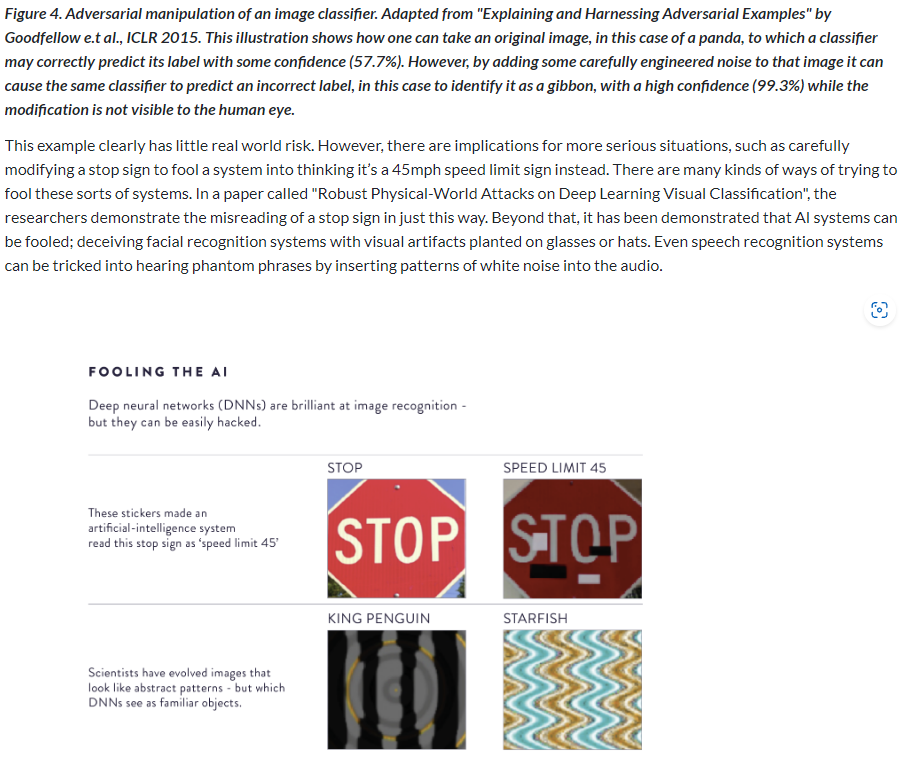 Figure 4. Adversarial manipulation of an image classifier. Adapted from "Explaining and Harnessing Adversarial Examples" by
Goodfellow e.t al., ICLR 2015. This illustration shows how one can take an original image, in this case of a panda, to which a classifier
may correctly predict its label with some confidence (57.7%). However, by adding some carefully engineered noise to that image it can
cause the same classifier to predict an incorrect label, in this case to identify it as a gibbon, with a high confidence (99.3%) while the
modification is not visible to the human eye.
This example clearly has little real world risk. However, there are implications for more serious situations, such as carefully
modifying a stop sign to fool a system into thinking it’s a 45mph speed limit sign instead. There are many kinds of ways of trying to
fool these sorts of systems. In a paper called "Robust Physical-World Attacks on Deep Learning Visual Classification", the
researchers demonstrate the misreading of a stop sign in just this way. Beyond that, it has been demonstrated that AI systems can
be fooled; deceiving facial recognition systems with visual artifacts planted on glasses or hats. Even speech recognition systems
can be tricked into hearing phantom phrases by inserting patterns of white noise into the audio.
FOOLING THE AI
Deep neural networks (DNNs) are brilliant at image recognition -
but they can be easily hacked.
STOP
SPEED LIMIT 45
These stickers made an
artificial-intelligence system
read this stop sign as ‘speed limit 45’
STOP
STOP
KING PENGUIN
STARFISH
Scientists have evolved images that
look like abstract patterns - but which
DNNs see as familiar objects.